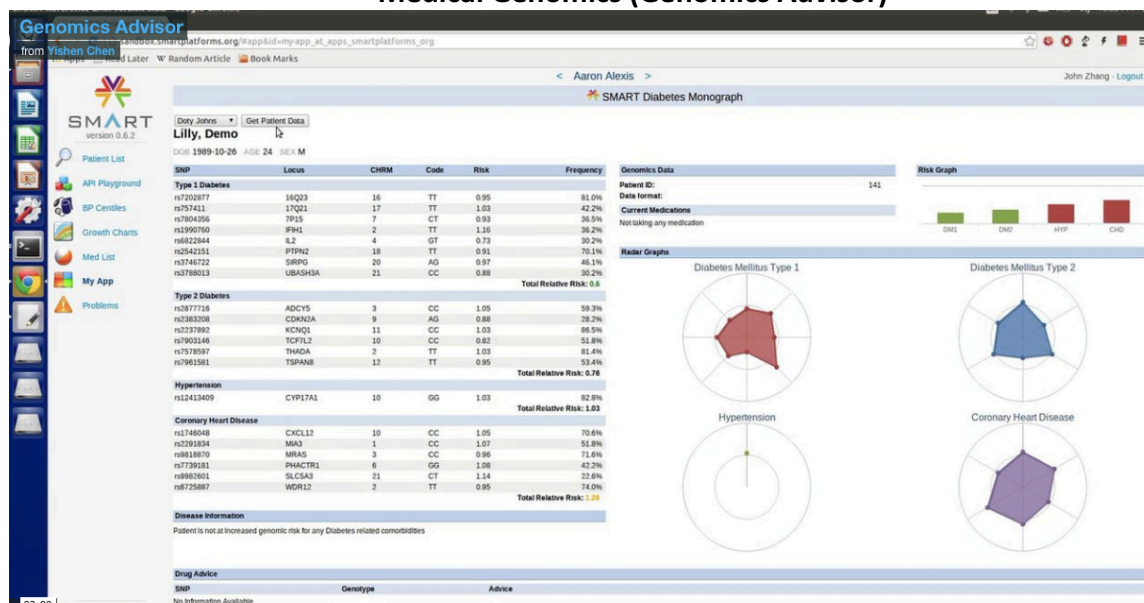 Medical Genomics (Genomics Advisor)
Genomics Advisor
from Yishen Chen
sandbox.smartplatforms.org/#app&id=my-app_at_apps_smartplatforms_org
Apps Read Later W Random Article Book Marks
< Aaron Alexis >
John Zhang - Logout
SMART Diabetes Monograph
SMART
version 0.6.2
Patient List
API Playground
BP Centiles
Growth Charts
Med List
My App
Problems
Doty Johns Get Patient Data
Lilly, Demo
DOB 1989-10-26 AGE 24 SEX M
SNP Locus CHRM Code Risk Frequency
Type 1 Diabetes
rs7202877 16Q23 16 TT 0.95 81.0%
rs757411 17Q21 17 TT 1.03 42.2%
rs7804356 7P15 7 CT 0.93 36.5%
rs1990760 IFIH1 2 TT 1.16 36.2%
rs6822844 IL2 4 GT 0.73 30.2%
rs2542151 PTPN2 18 TT 0.91 70.1%
rs3746722 SIRPG 20 AG 0.97 46.1%
rs3788013 UBASH3A 21 CC 0.88 30.2%
Total Relative Risk: 0.6
Type 2 Diabetes
rs2877716 ADCY5 3 CC 1.05 59.3%
rs2383208 CDKN2A 9 AG 0.88 28.2%
rs2237892 KCNQ1 11 CC 1.03 86.5%
rs7903146 TCF7L2 10 CC 0.82 51.8%
rs7578597 THADA 2 TT 1.03 81.4%
rs7961581 TSPAN8 12 TT 0.95 53.4%
Total Relative Risk: 0.76
Hypertension
rs12413409 CYP17A1 10 GG 1.03 82.8%
Total Relative Risk: 1.03
Coronary Heart Disease
rs1746048 CXCL12 10 CC 1.05 70.6%
rs2291834 MIA3 1 CC 1.07 51.8%
rs9818870 MRAS 3 CC 0.96 71.6%
rs7739181 PHACTR1 6 GG 1.08 42.2%
rs9982601 SLC5A3 21 CT 1.14 22.6%
rs6725887 WDR12 2 TT 0.95 74.0%
Total Relative Risk: 1.26
Disease Information
Patient is not at increased genomic risk for any Diabetes related comorbidities
Drug Advice
SNP Genotype Advice
No Information Available
Genomics Data
Patient ID: 141
Data format:
Current Medications
Not taking any medication
Risk Graph
DM1 DM2 HYP CHD
Radar Graphs
Diabetes Mellitus Type 1
Diabetes Mellitus Type 2
Hypertension
Coronary Heart Disease